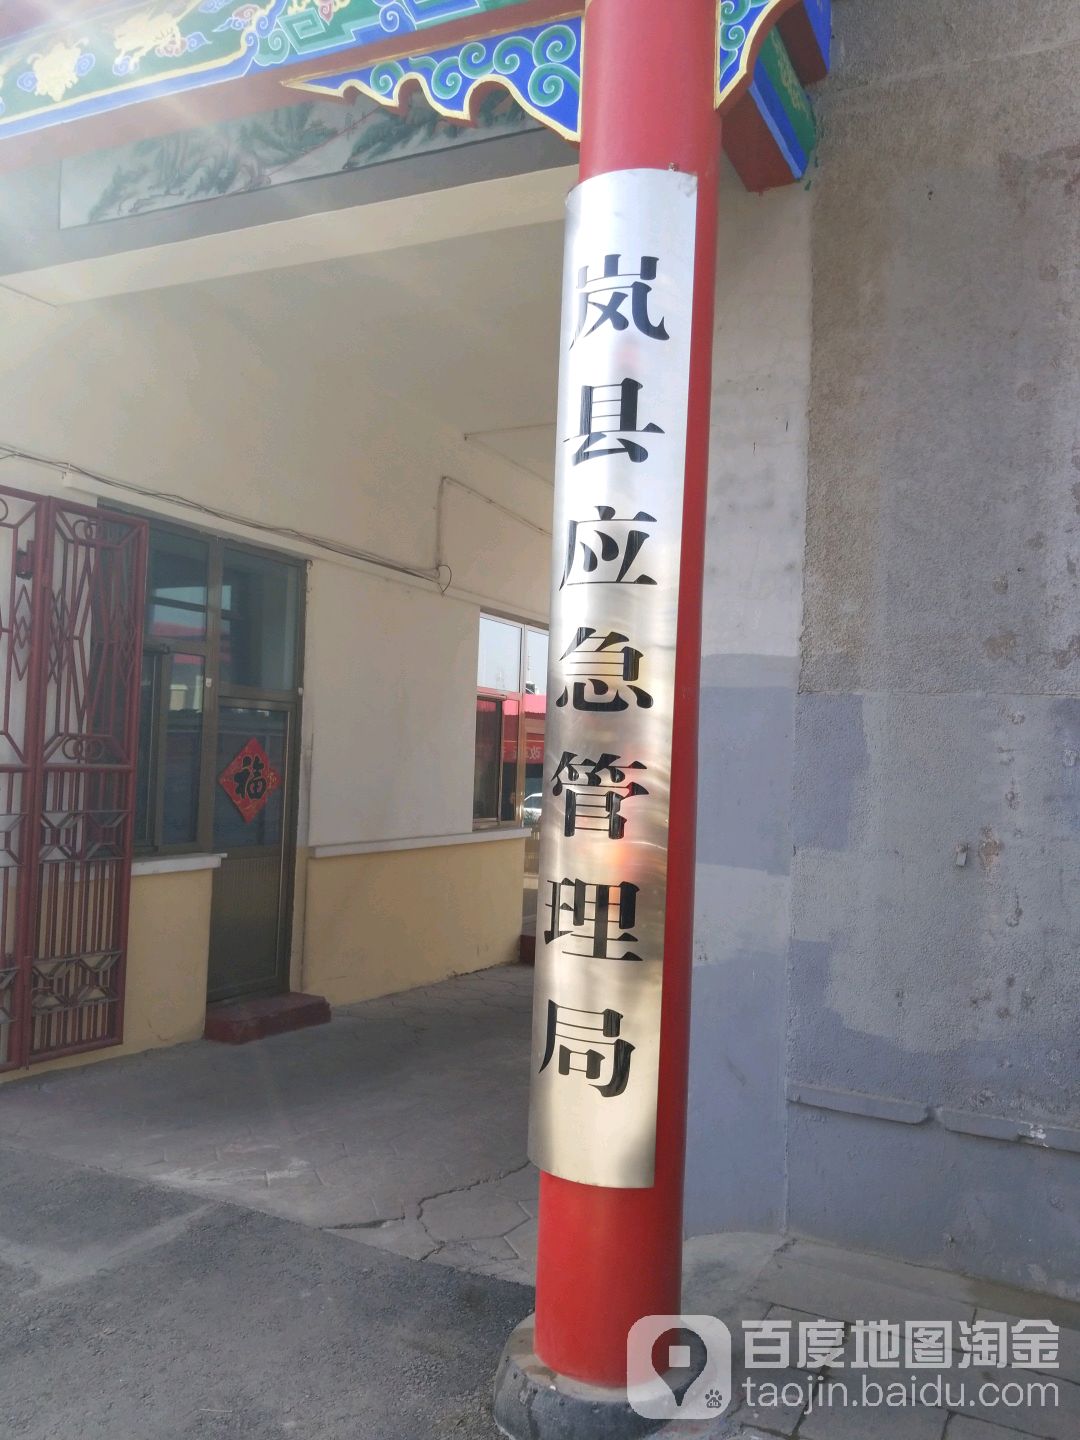 岚县应急管理局
福
百度地图淘金
taojin.baidu.com